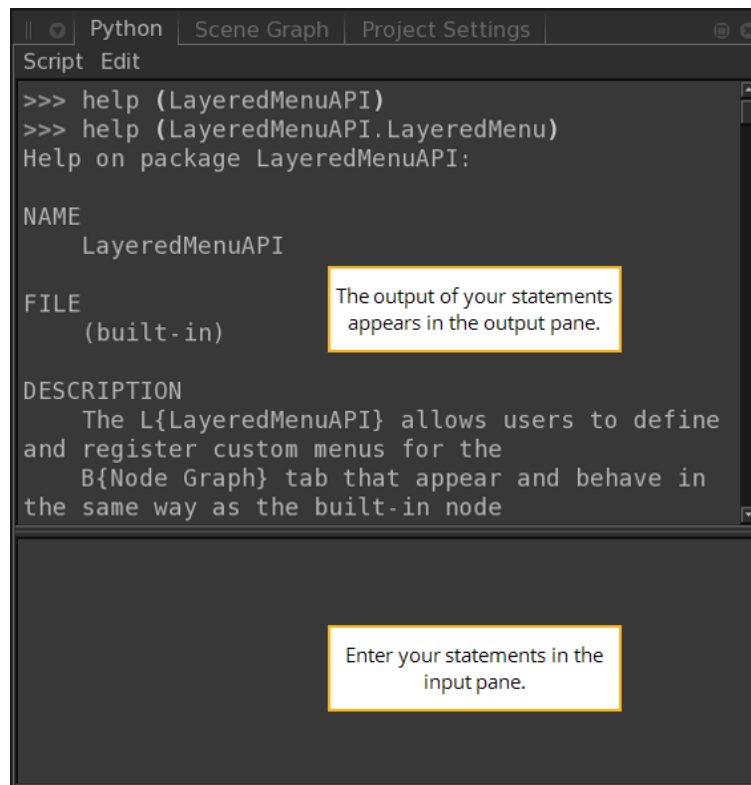 Python Scene Graph Project Settings
Script Edit
>>> help (LayeredMenuAPI)
>>> help (LayeredMenuAPI.LayeredMenu)
Help on package LayeredMenuAPI:
NAME
LayeredMenuAPI
FILE
(built-in)
The output of your statements
appears in the output pane.
DESCRIPTION
The L{LayeredMenuAPI} allows users to define
and register custom menus for the
B{Node Graph} tab that appear and behave in
the same way as the built-in node
Enter your statements in the
input pane.